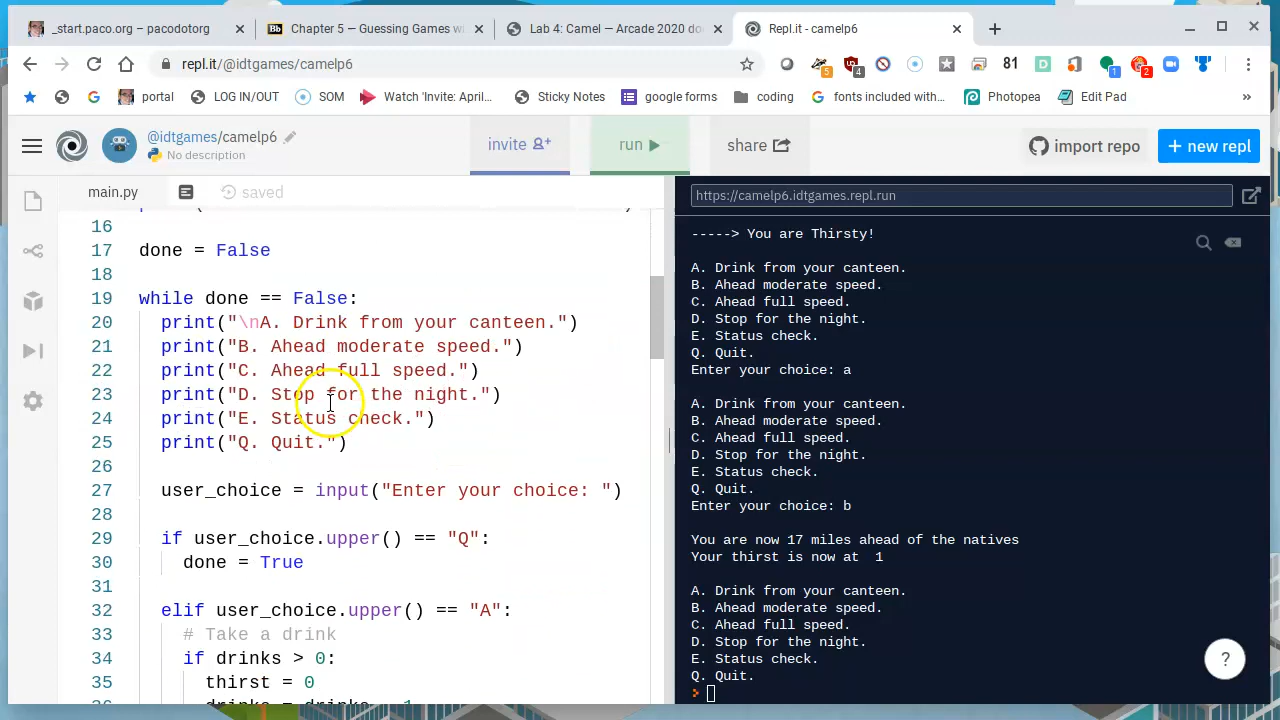 _start.paco.org – pacodotorg
Bb Chapter 5 — Guessing Games wi
Lab 4: Camel — Arcade 2020 do
Repl.it - camelp6
repl.it/@idtgames/camelp6
5 4 81 1 2
portal LOG IN/OUT SOM Watch 'Invite: April... Sticky Notes google forms coding fonts included with... Photopea Edit Pad »
@idtgames/camelp6
No description
invite
run
share
import repo
+ new repl
main.py
saved
16
17 done = False
18
19 while done == False:
20 print("\nA. Drink from your canteen.")
21 print("B. Ahead moderate speed.")
22 print("C. Ahead full speed.")
23 print("D. Stop for the night.")
24 print("E. Status check.")
25 print("Q. Quit.")
26
27 user_choice = input("Enter your choice: ")
28
29 if user_choice.upper() == "Q":
30 done = True
31
32 elif user_choice.upper() == "A":
33 # Take a drink
34 if drinks > 0:
35 thirst = 0
https://camelp6.idtgames.repl.run
-----> You are Thirsty!
A. Drink from your canteen.
B. Ahead moderate speed.
C. Ahead full speed.
D. Stop for the night.
E. Status check.
Q. Quit.
Enter your choice: a
A. Drink from your canteen.
B. Ahead moderate speed.
C. Ahead full speed.
D. Stop for the night.
E. Status check.
Q. Quit.
Enter your choice: b
You are now 17 miles ahead of the natives
Your thirst is now at  1
A. Drink from your canteen.
B. Ahead moderate speed.
C. Ahead full speed.
D. Stop for the night.
E. Status check.
Q. Quit.
>
?